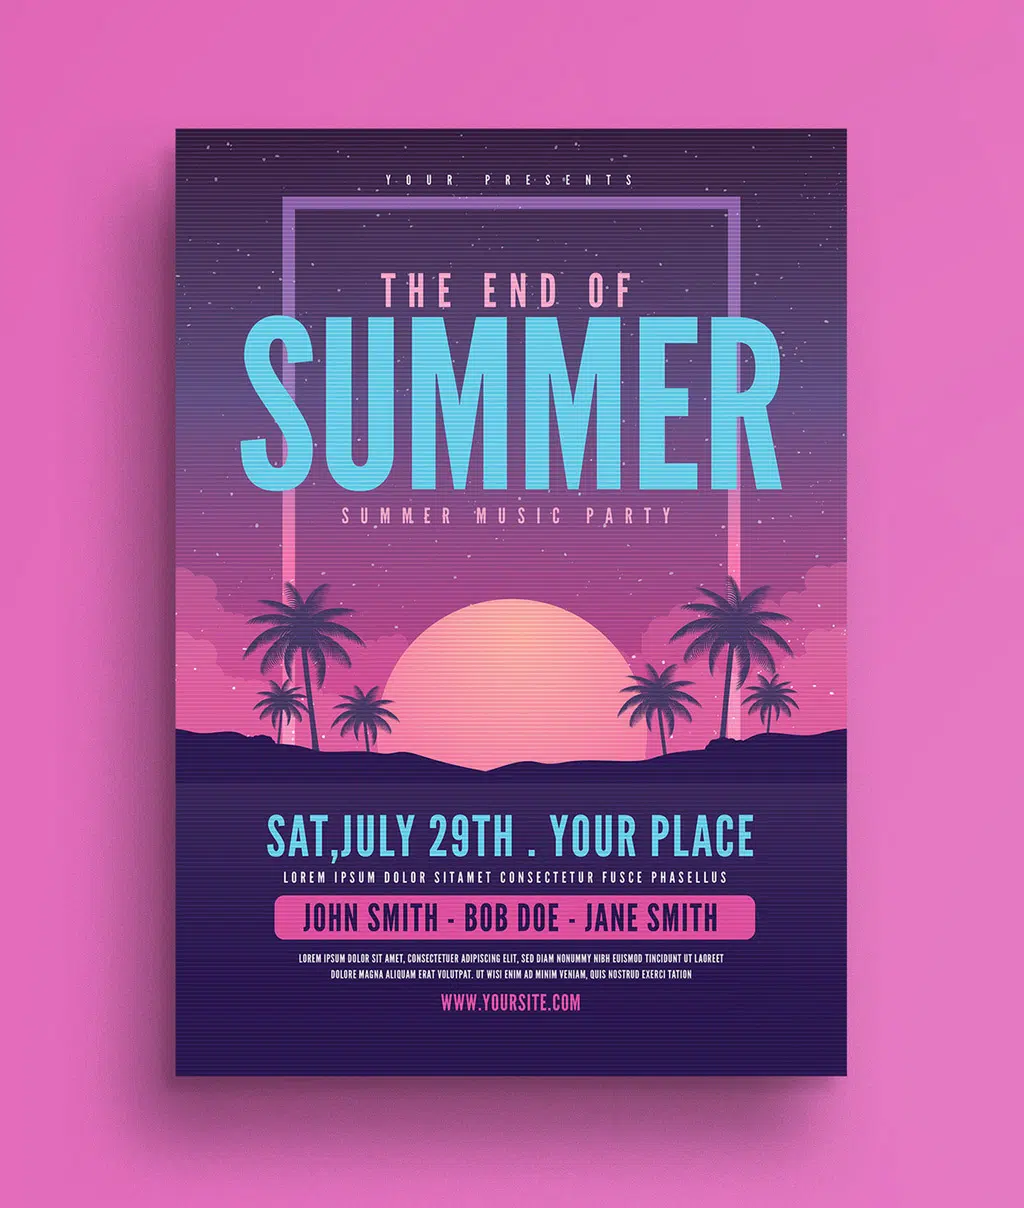 YOUR PRESENTS
THE END OF
SUMMER
SUMMER MUSIC PARTY
SAT,JULY 29TH . YOUR PLACE
LOREM IPSUM DOLOR SITAMET CONSECTETUR FUSCE PHASELLUS
JOHN SMITH - BOB DOE - JANE SMITH
LOREM IPSUM DOLOR SIT AMET, CONSECTETUER ADIPISCING ELIT, SED DIAM NONUMMY NIBH EUISMOD TINCIDUNT UT LAOREET
DOLORE MAGNA ALIQUAM ERAT VOLUTPAT. UT WISI ENIM AD MINIM VENIAM, QUIS NOSTRUD EXERCI TATION
WWW.YOURSITE.COM